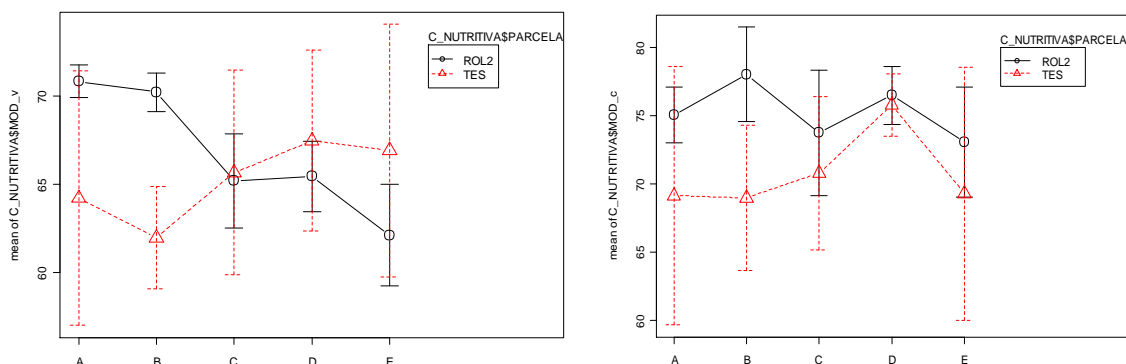 C_NUTRITIVA$PARCELA
ROL2
TES
mean of C_NUTRITIVA$MOD_v
70
65
60
A
B
C
D
E
C_NUTRITIVA$PARCELA
ROL2
TES
mean of C_NUTRITIVA$MOD_c
80
75
70
65
60
A
B
C
D
E